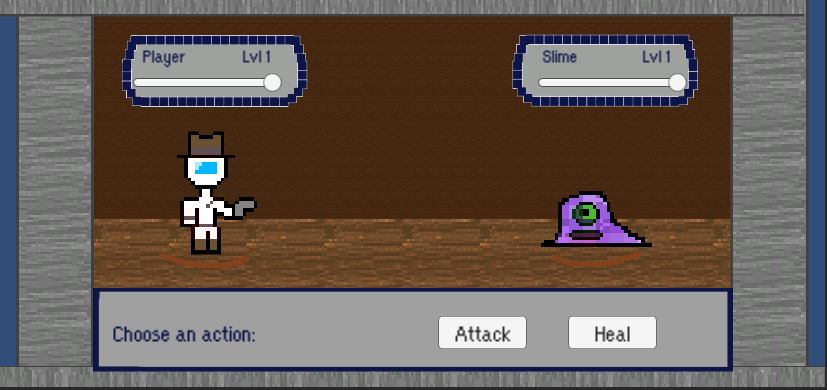 Player Lvl 1
Slime Lvl 1
Choose an action:
Attack
Heal